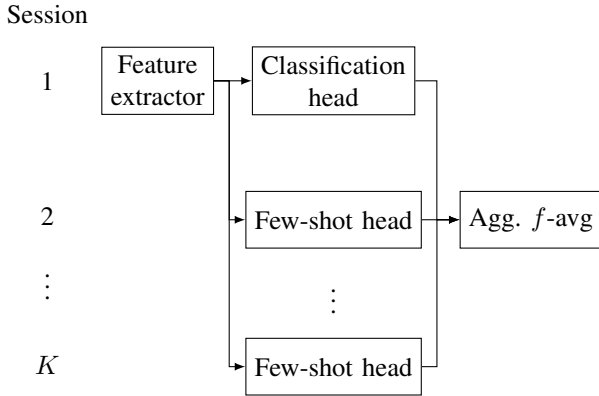 Session
1
Feature
extractor
Classification
head
2
Few-shot head
Agg. f-avg
⋮
⋮
K
Few-shot head